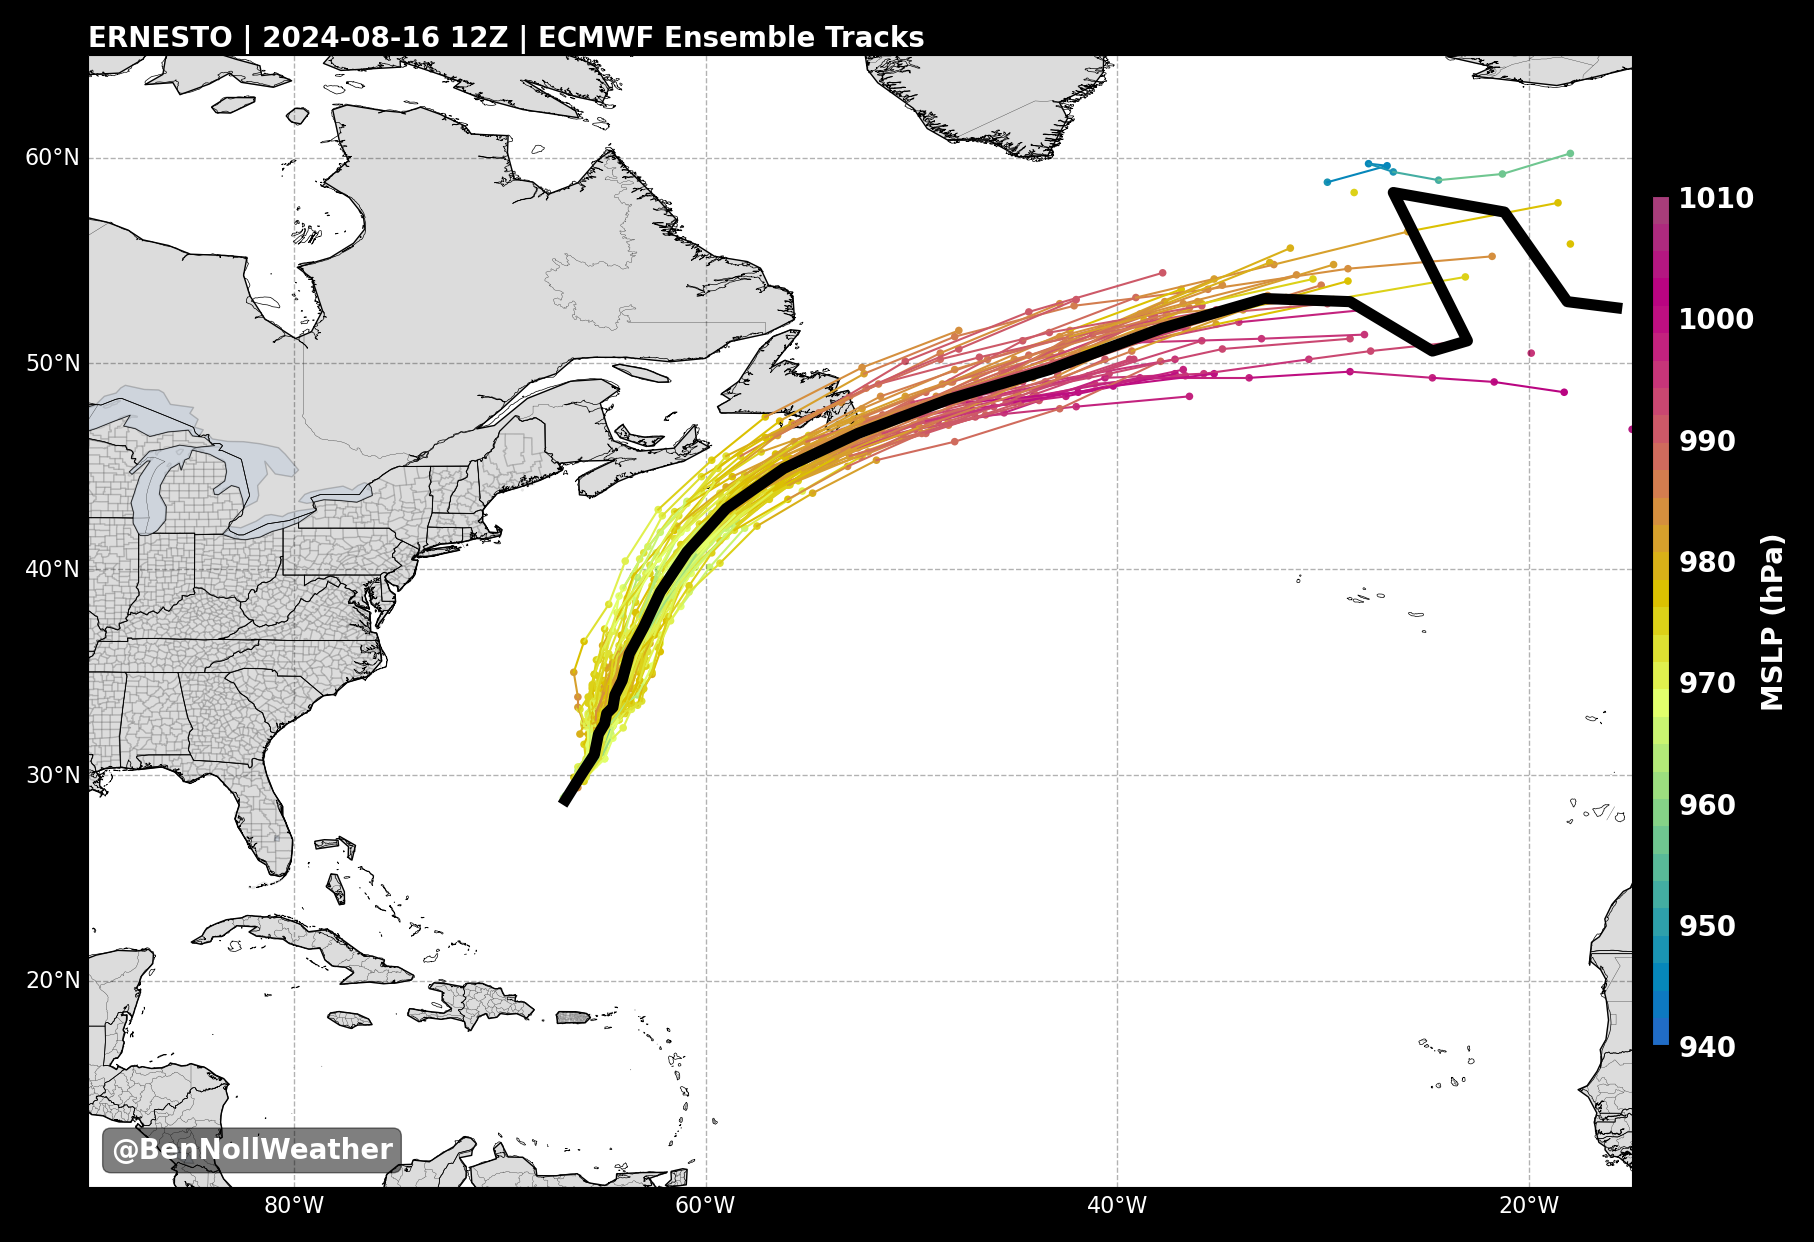 ERNESTO | 2024-08-16 12Z | ECMWF Ensemble Tracks
60°N
50°N
40°N
30°N
20°N
80°W
60°W
40°W
20°W
1010
1000
990
980
970
960
950
940
MSLP (hPa)
@BenNollWeather